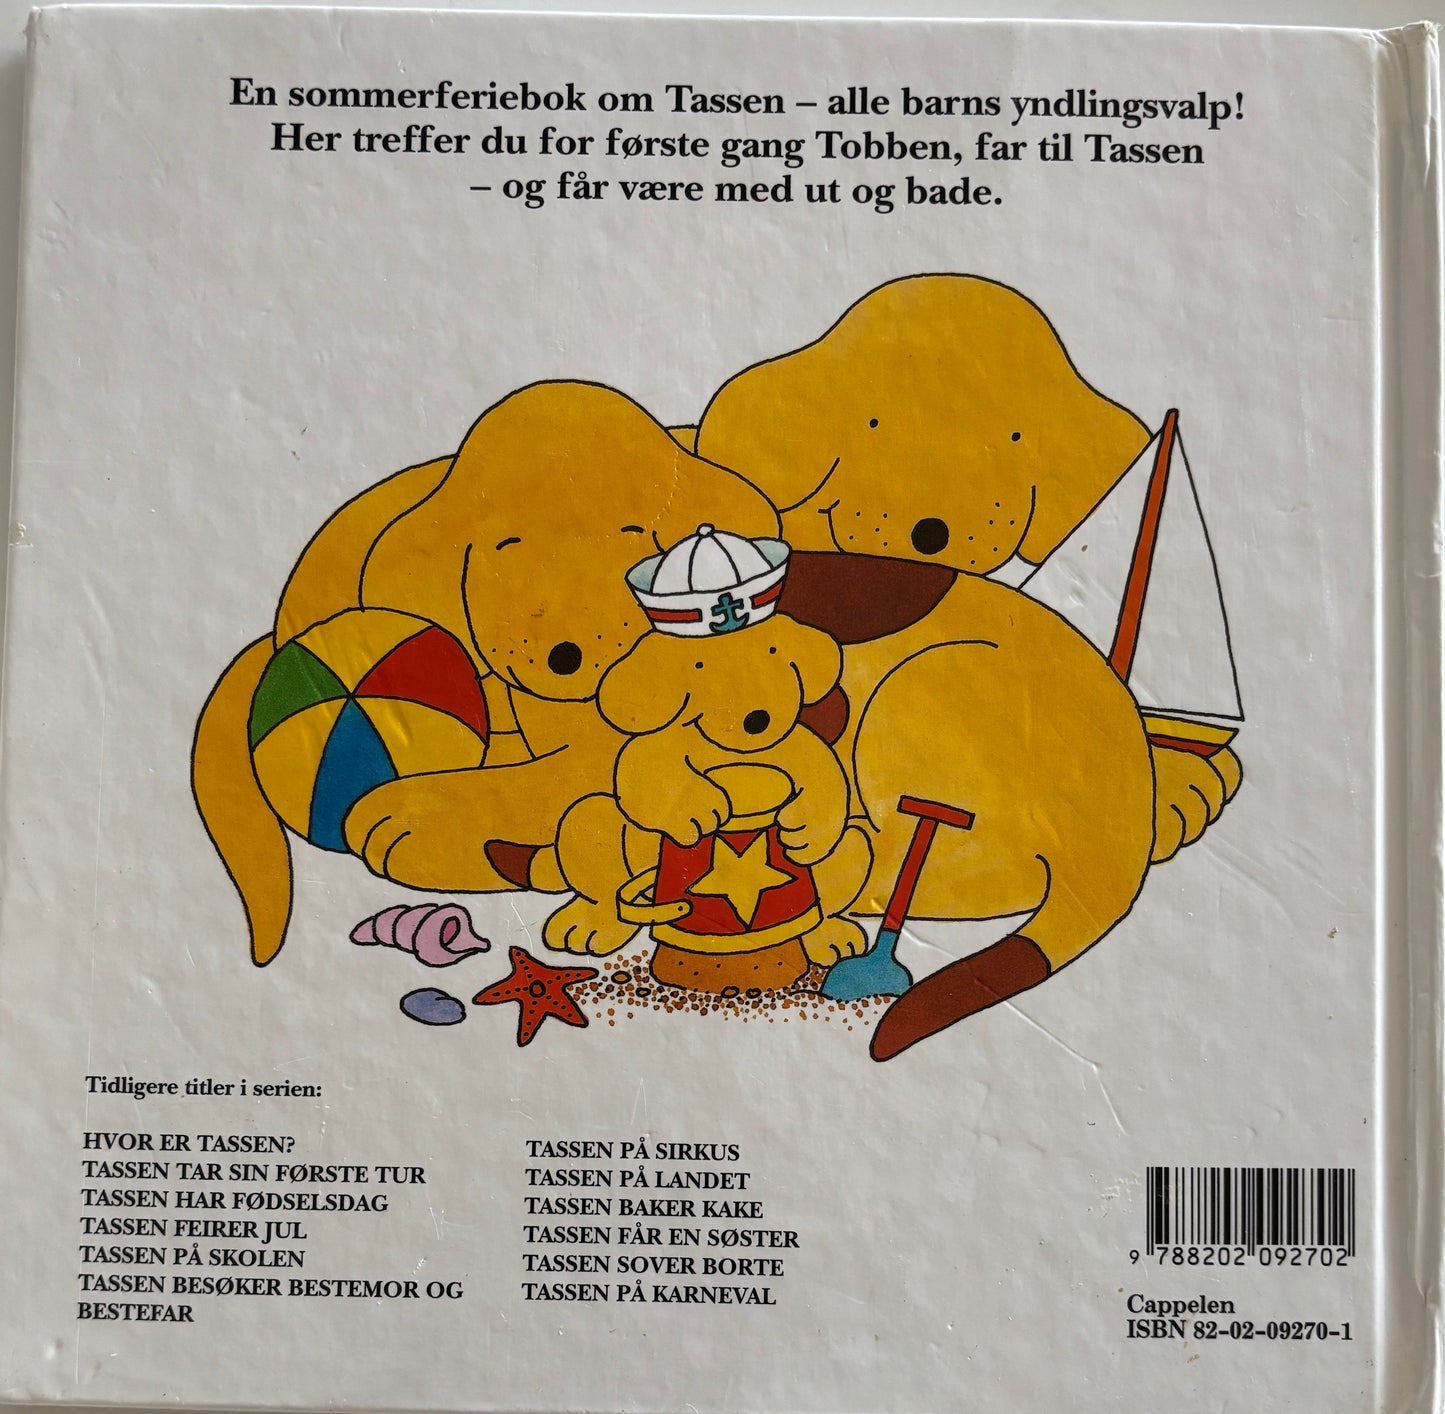 En sommerferiebok om Tassen – alle barns yndlingsvalp!
Her treffer du for første gang Tobben, far til Tassen
– og får være med ut og bade.
Tidligere titler i serien:
HVOR ER TASSEN?
TASSEN TAR SIN FØRSTE TUR
TASSEN HAR FØDSELSDAG
TASSEN FEIRER JUL
TASSEN PÅ SKOLEN
TASSEN BESØKER BESTEMOR OG
BESTEFAR
TASSEN PÅ SIRKUS
TASSEN PÅ LANDET
TASSEN BAKER KAKE
TASSEN FÅR EN SØSTER
TASSEN SOVER BORTE
TASSEN PÅ KARNEVAL
9 788202 092702
Cappelen
ISBN 82-02-09270-1